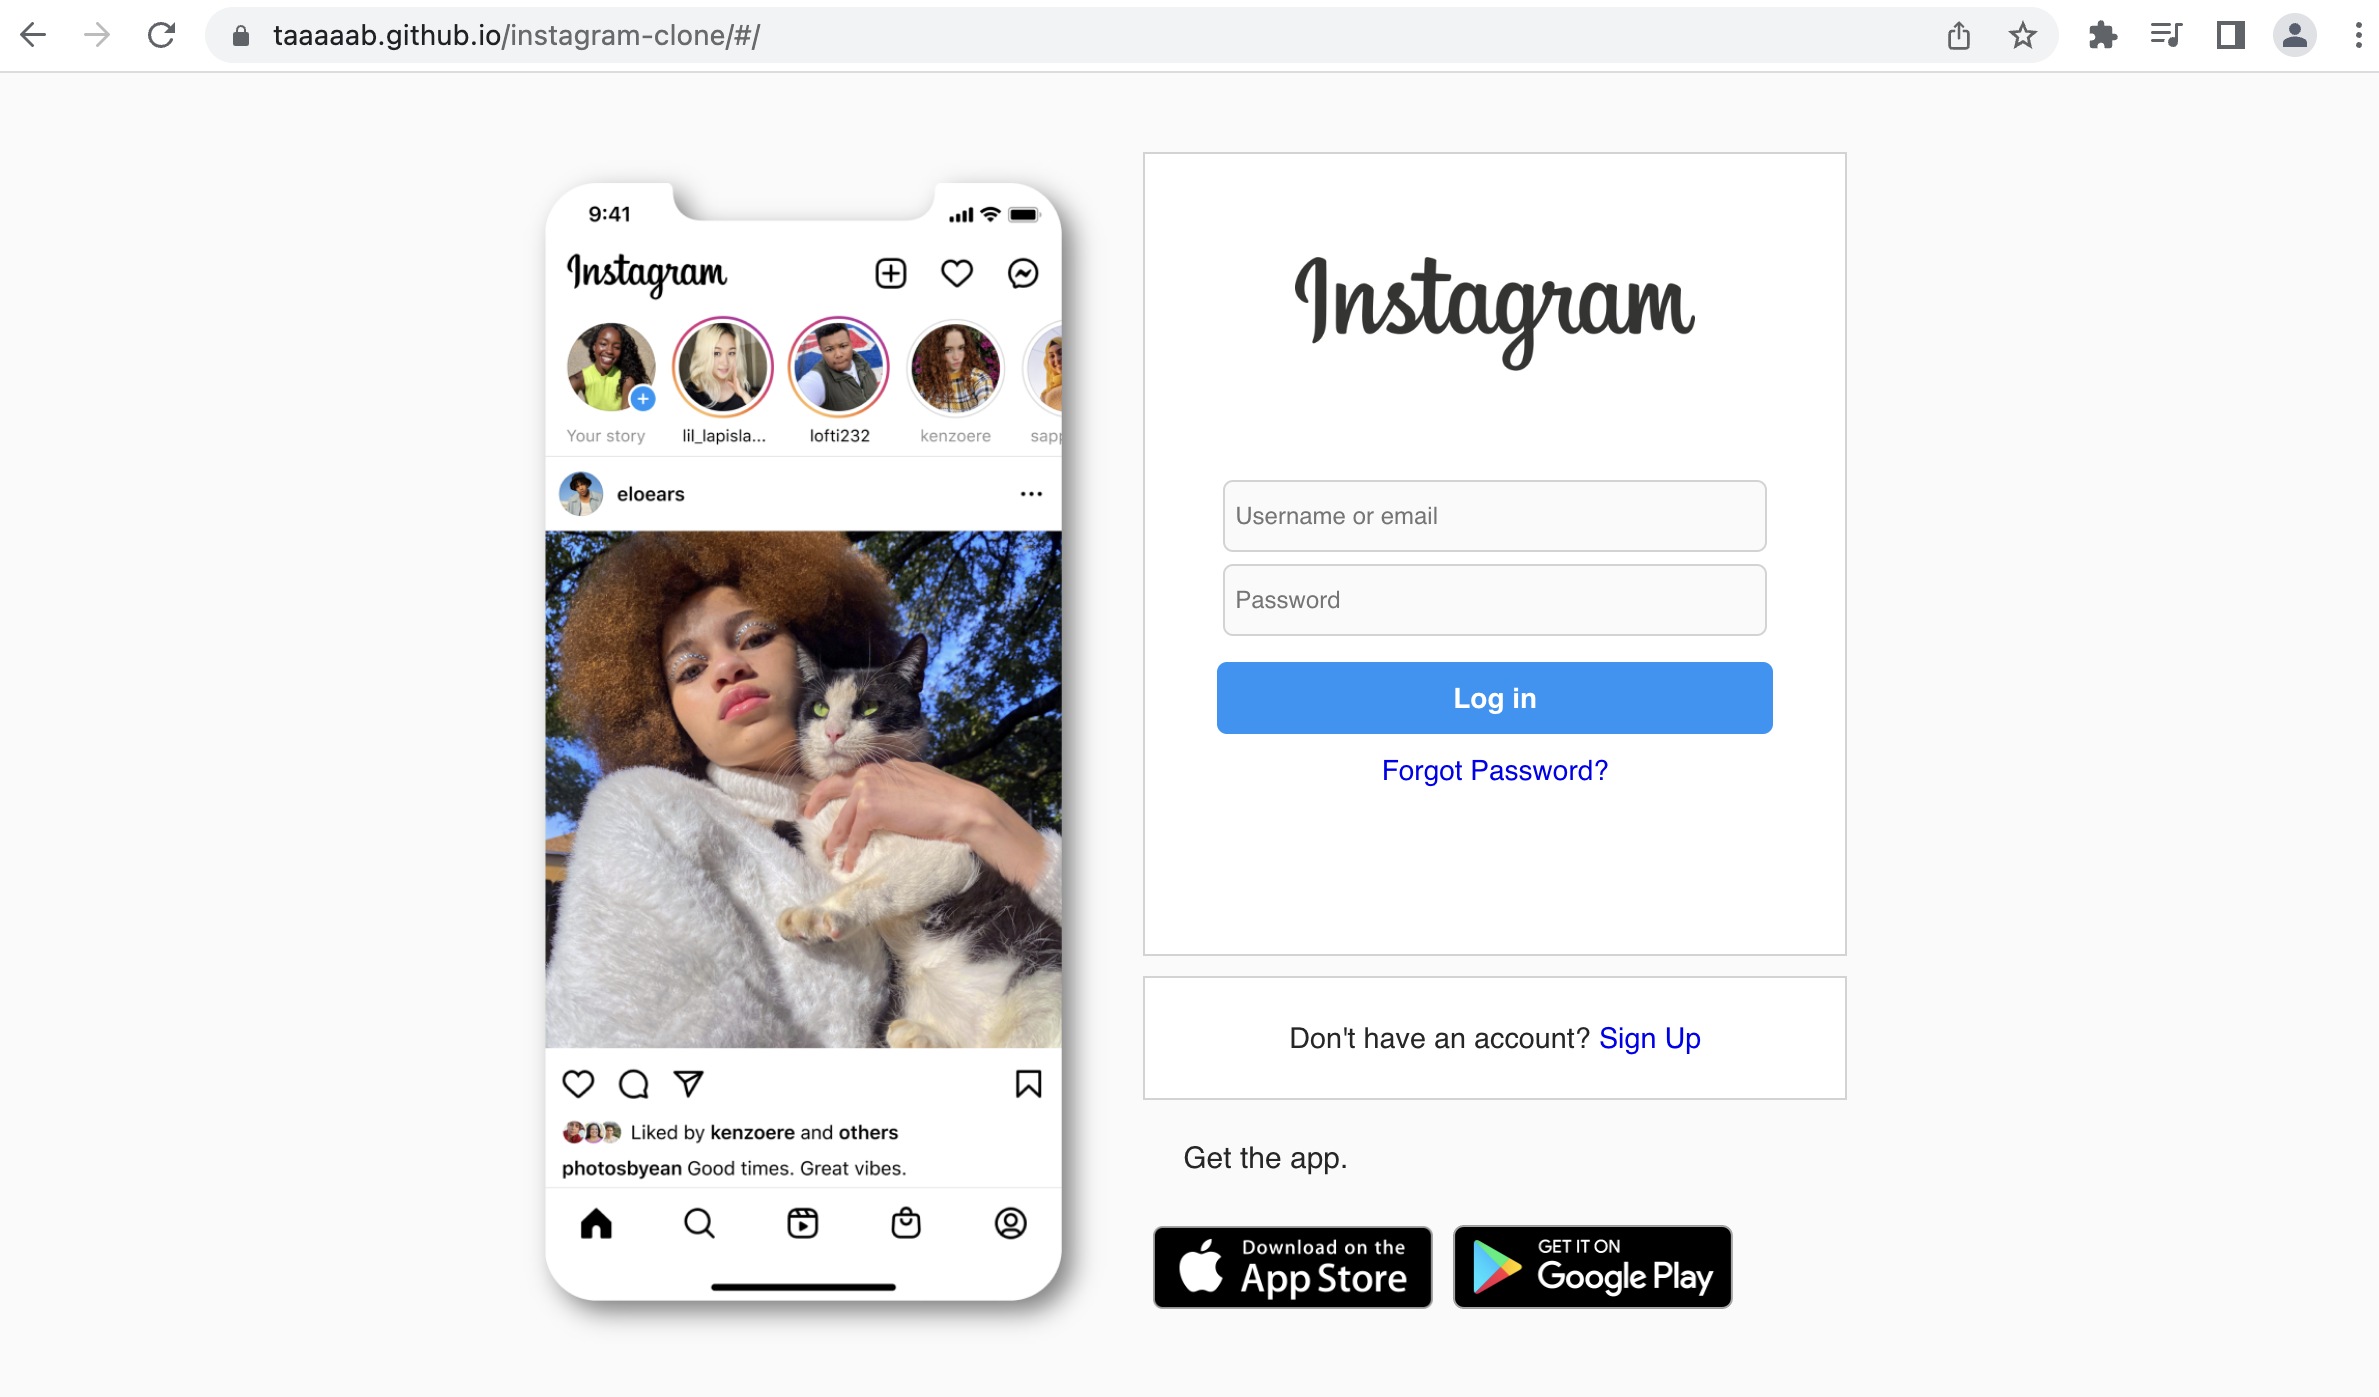 taaaaab.github.io/instagram-clone/#/
9:41
Instagram
Your story
lil_lapisla...
lofti232
kenzoere
sapp
eloears
Liked by kenzoere and others
photosbyean Good times. Great vibes.
Instagram
Username or email
Password
Log in
Forgot Password?
Don't have an account? Sign Up
Get the app.
Download on the
App Store
GET IT ON
Google Play